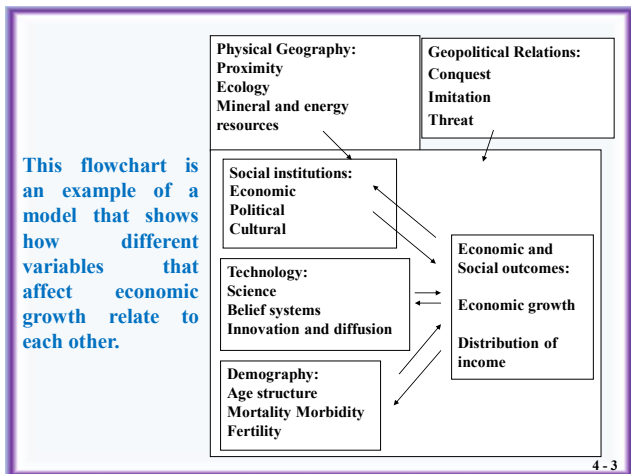 This flowchart is
an example of a
model that shows
how different
variables that
affect economic
growth relate to
each other.
Physical Geography:
Proximity
Ecology
Mineral and energy
resources
Geopolitical Relations:
Conquest
Imitation
Threat
Social institutions:
Economic
Political
Cultural
Technology:
Science
Belief systems
Innovation and diffusion
Demography:
Age structure
Mortality Morbidity
Fertility
Economic and
Social outcomes:
Economic growth
Distribution of
income
4 - 3